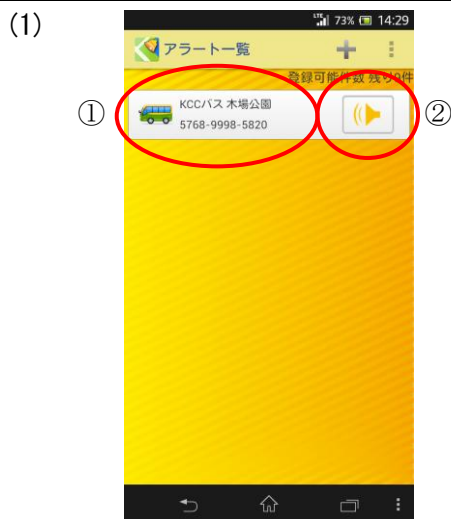 (1)
LTE 73% 14:29
アラート一覧
登録可能件数 残り9件
① KCCバス 木場公園 ②
5768-9998-5820